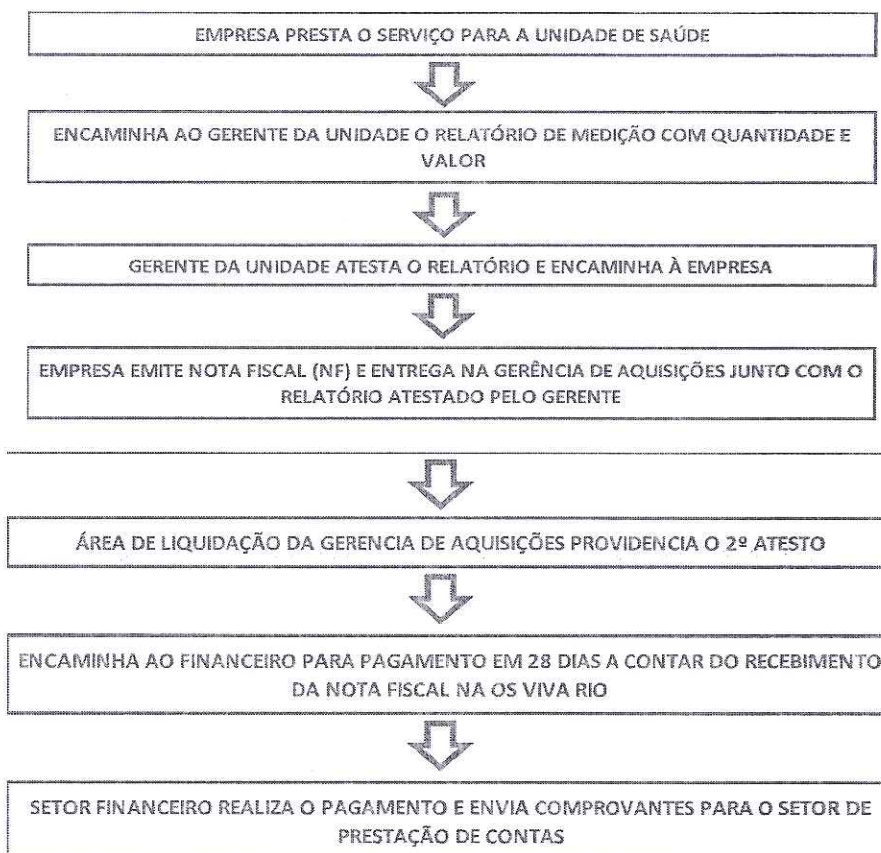 EMPRESA PRESTA O SERVIÇO PARA A UNIDADE DE SAÚDE
ENCAMINHA AO GERENTE DA UNIDADE O RELATÓRIO DE MEDIÇÃO COM QUANTIDADE E
VALOR
GERENTE DA UNIDADE ATESTA O RELATÓRIO E ENCAMINHA À EMPRESA
EMPRESA EMITE NOTA FISCAL (NF) E ENTREGA NA GERÊNCIA DE AQUISIÇÕES JUNTO COM O
RELATÓRIO ATESTADO PELO GERENTE
ÁREA DE LIQUIDAÇÃO DA GERENCIA DE AQUISIÇÕES PROVIDENCIA O 2º ATESTO
ENCAMINHA AO FINANCEIRO PARA PAGAMENTO EM 28 DIAS A CONTAR DO RECEBIMENTO
DA NOTA FISCAL NA OS VIVA RIO
SETOR FINANCEIRO REALIZA O PAGAMENTO E ENVIA COMPROVANTES PARA O SETOR DE
PRESTAÇÃO DE CONTAS